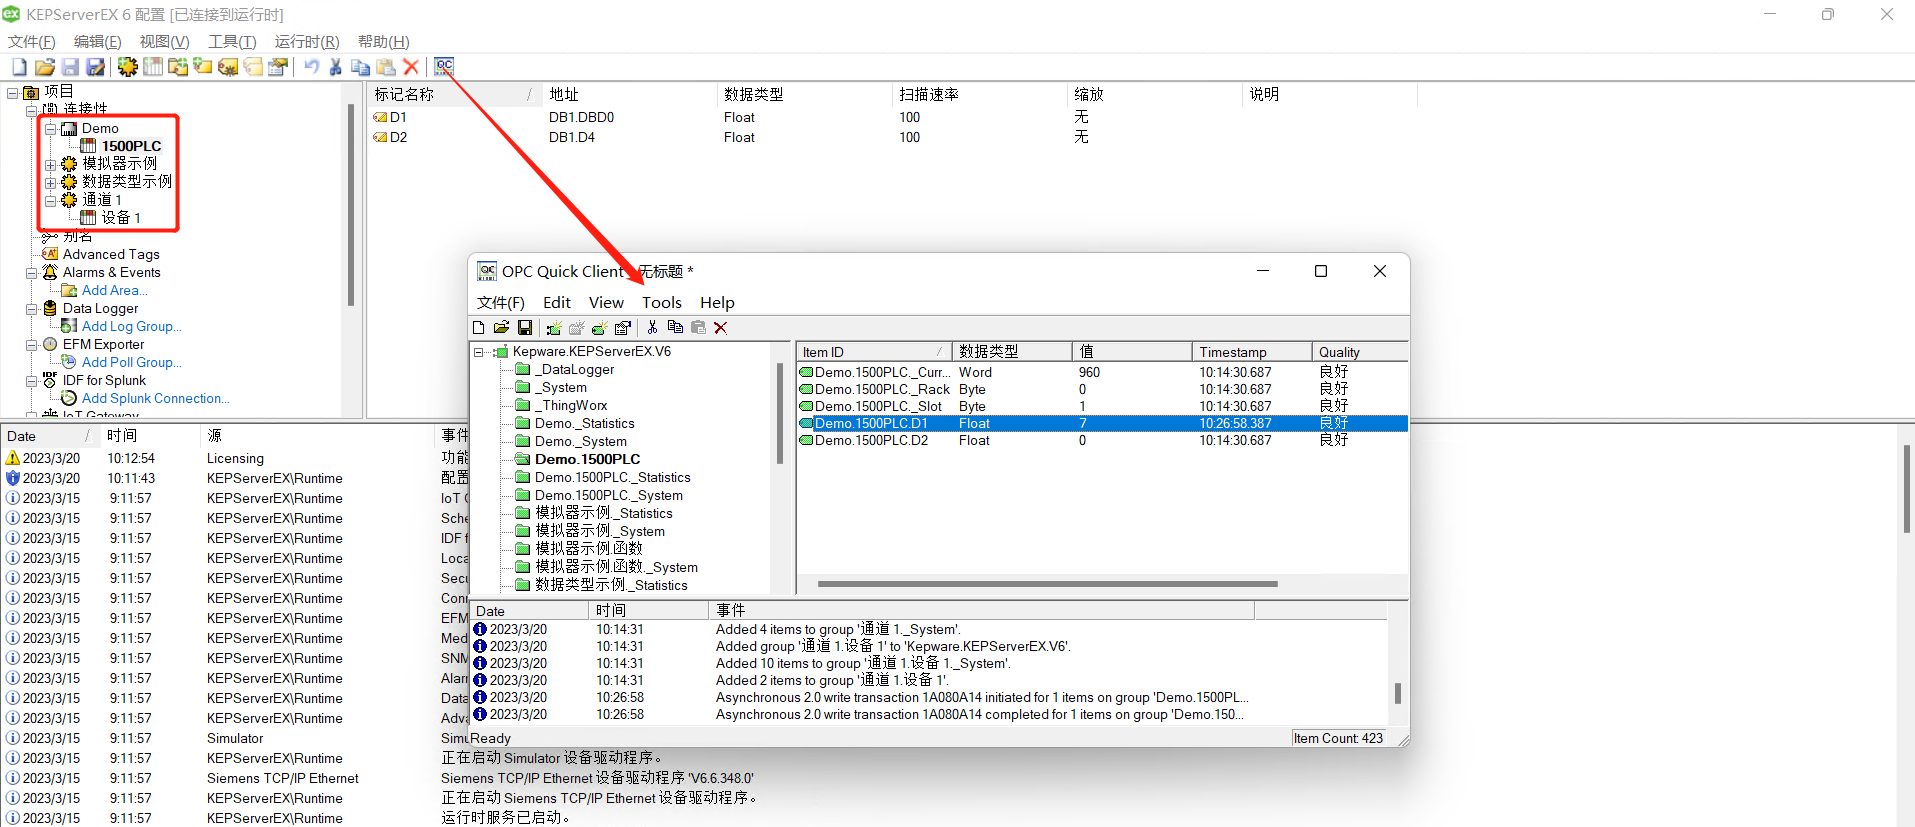 KEPServerEX 6 配置 [已连接到运行时]
文件(F) 编辑(E) 视图(V) 工具(T) 运行时(R) 帮助(H)
项目
连接性
Demo
1500PLC
模拟器示例
数据类型示例
通道 1
设备 1
别名
Advanced Tags
Alarms & Events
Add Area...
Data Logger
Add Log Group...
EFM Exporter
Add Poll Group...
IDF for Splunk
Add Splunk Connection...
IoT Gateway
标记名称 地址 数据类型 扫描速率 缩放 说明
D1 DB1.DBD0 Float 100 无
D2 DB1.D4 Float 100 无
Date 时间 源 事件
2023/3/20 10:12:54 Licensing 功能
2023/3/20 10:11:43 KEPServerEX\Runtime 配置
2023/3/15 9:11:57 KEPServerEX\Runtime IoT G
2023/3/15 9:11:57 KEPServerEX\Runtime Sche
2023/3/15 9:11:57 KEPServerEX\Runtime IDF f
2023/3/15 9:11:57 KEPServerEX\Runtime Loca
2023/3/15 9:11:57 KEPServerEX\Runtime Secu
2023/3/15 9:11:57 KEPServerEX\Runtime Conn
2023/3/15 9:11:57 KEPServerEX\Runtime EFM
2023/3/15 9:11:57 KEPServerEX\Runtime Med
2023/3/15 9:11:57 KEPServerEX\Runtime SNM
2023/3/15 9:11:57 KEPServerEX\Runtime Alar
2023/3/15 9:11:57 KEPServerEX\Runtime Data
2023/3/15 9:11:57 KEPServerEX\Runtime Adva
2023/3/15 9:11:57 Simulator Simu
2023/3/15 9:11:57 KEPServerEX\Runtime 正在启动 Simulator 设备驱动程序。
2023/3/15 9:11:57 Siemens TCP/IP Ethernet Siemens TCP/IP Ethernet 设备驱动程序 'V6.6.348.0'
2023/3/15 9:11:57 KEPServerEX\Runtime 正在启动 Siemens TCP/IP Ethernet 设备驱动程序。
2023/3/15 9:11:57 KEPServerEX\Runtime 运行时服务已启动。
OPC Quick Client 无标题 *
文件(F) Edit View Tools Help
Kepware.KEPServerEX.V6
_DataLogger
_System
_ThingWorx
Demo._Statistics
Demo._System
Demo.1500PLC
Demo.1500PLC._Statistics
Demo.1500PLC._System
模拟器示例._Statistics
模拟器示例._System
模拟器示例.函数
模拟器示例.函数._System
数据类型示例._Statistics
Item ID 数据类型 值 Timestamp Quality
Demo.1500PLC._Curr... Word 960 10:14:30.687 良好
Demo.1500PLC._Rack Byte 0 10:14:30.687 良好
Demo.1500PLC._Slot Byte 1 10:14:30.687 良好
Demo.1500PLC.D1 Float 7 10:26:58.387 良好
Demo.1500PLC.D2 Float 0 10:14:30.687 良好
Date 时间 事件
2023/3/20 10:14:31 Added 4 items to group '通道 1._System'.
2023/3/20 10:14:31 Added group '通道 1.设备 1' to 'Kepware.KEPServerEX.V6'.
2023/3/20 10:14:31 Added 10 items to group '通道 1.设备 1._System'.
2023/3/20 10:14:31 Added 2 items to group '通道 1.设备 1'.
2023/3/20 10:26:58 Asynchronous 2.0 write transaction 1A080A14 initiated for 1 items on group 'Demo.1500PL...
2023/3/20 10:26:58 Asynchronous 2.0 write transaction 1A080A14 completed for 1 items on group 'Demo.150...
Ready Item Count: 423